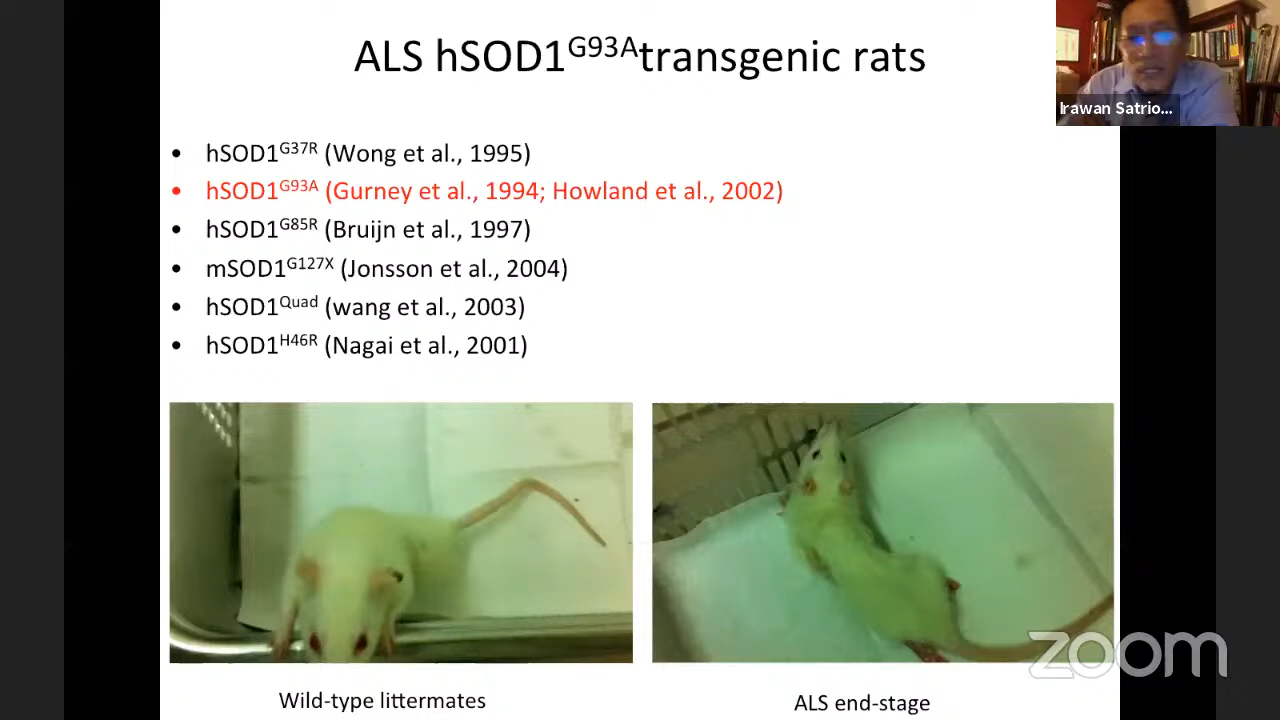 ALS hSOD1G93Atransgenic rats
Irawan Satrio...
• hSOD1G37R (Wong et al., 1995)
• hSOD1G93A (Gurney et al., 1994; Howland et al., 2002)
• hSOD1G85R (Bruijn et al., 1997)
• mSOD1G127X (Jonsson et al., 2004)
• hSOD1Quad (wang et al., 2003)
• hSOD1H46R (Nagai et al., 2001)
zoom
Wild-type littermates
ALS end-stage